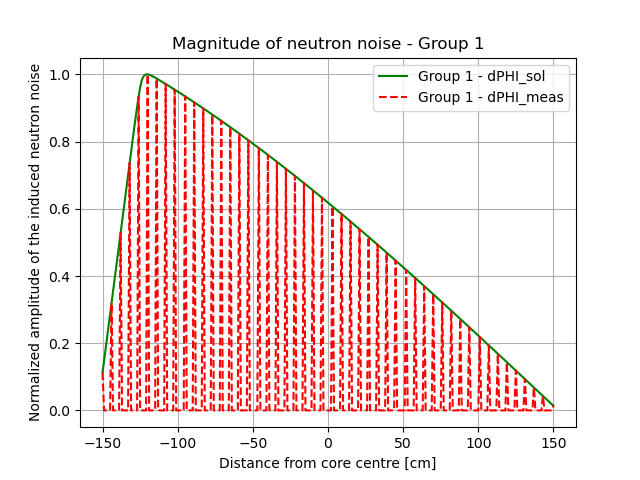 Magnitude of neutron noise - Group 1
Normalized amplitude of the induced neutron noise
1.0
0.8
0.6
0.4
0.2
0.0
Group 1 - dPHI_sol
Group 1 - dPHI_meas
−150
−100
−50
0
50
100
150
Distance from core centre [cm]